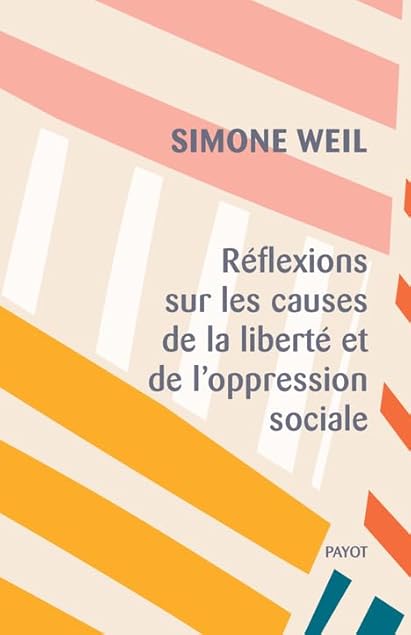 SIMONE WEIL
Réflexions
sur les causes
de la liberté et
de l'oppression
sociale
PAYOT